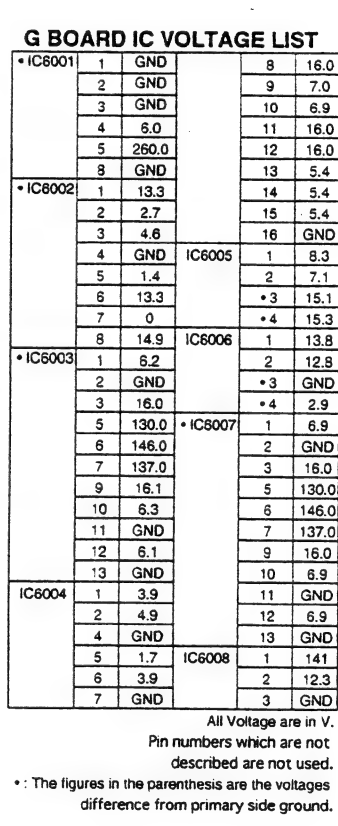 G BOARD IC VOLTAGE LIST
• IC6001 1 GND
2 GND
3 GND
4 6.0
5 260.0
8 GND
• IC6002 1 13.3
2 2.7
3 4.6
4 GND
5 1.4
6 13.3
7 0
8 14.9
• IC6003 1 6.2
2 GND
3 16.0
5 130.0
6 146.0
7 137.0
9 16.1
10 6.3
11 GND
12 6.1
13 GND
IC6004 1 3.9
2 4.9
4 GND
5 1.7
6 3.9
7 GND
8 16.0
9 7.0
10 6.9
11 16.0
12 16.0
13 5.4
14 5.4
15 5.4
16 GND
IC6005 1 8.3
2 7.1
• 3 15.1
• 4 15.3
IC6006 1 13.8
2 12.8
• 3 GND
• 4 2.9
• IC6007 1 6.9
2 GND
3 16.0
5 130.0
6 146.0
7 137.0
9 16.0
10 6.9
11 GND
12 6.9
13 GND
IC6008 1 141
2 12.3
3 GND
All Voltage are in V.
Pin numbers which are not
described are not used.
• : The figures in the parenthesis are the voltages
difference from primary side ground.